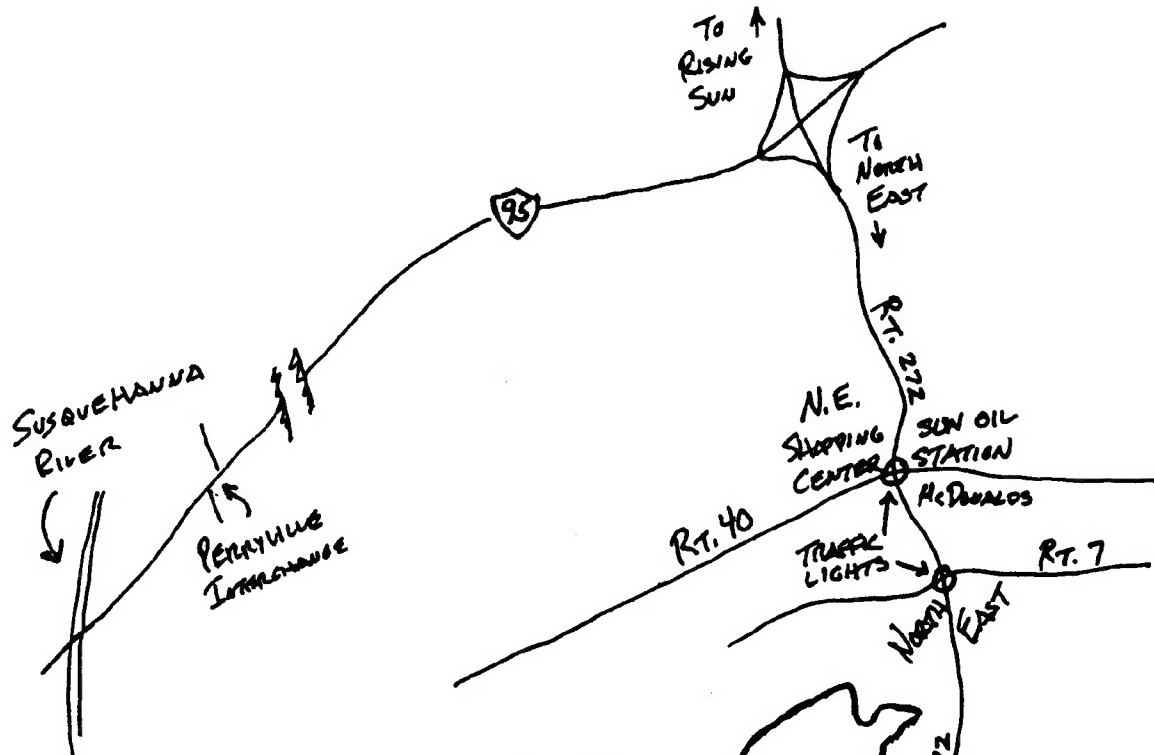 TO
RISING
SUN
TO
NORTH
EAST
95
RT. 272
SUSQUEHANNA
RIVER
N.E.
SHOPPING
CENTER
SUN OIL
STATION
McDONALDS
PERRYVILLE
INTERCHANGE
RT. 40
TRAFFIC
LIGHTS
RT. 7
NORTH EAST